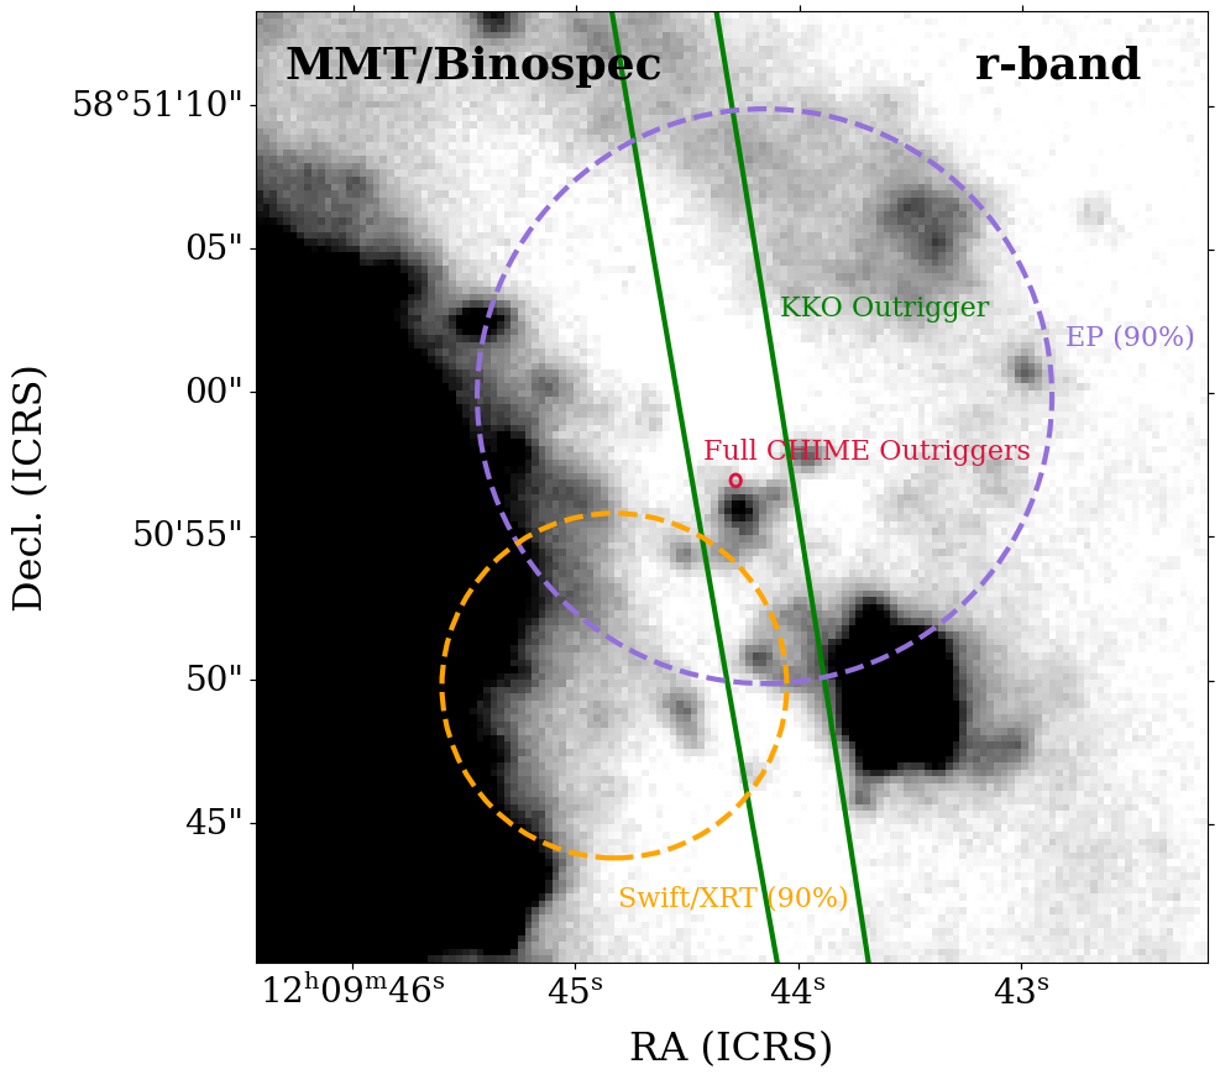 MMT/Binospec
r-band
58°51'10"
05"
KKO Outrigger
EP (90%)
00"
Full CHIME Outriggers
50'55"
50"
45"
Swift/XRT (90%)
Decl. (ICRS)
12ʰ09ᵐ46ˢ
45ˢ
44ˢ
43ˢ
RA (ICRS)